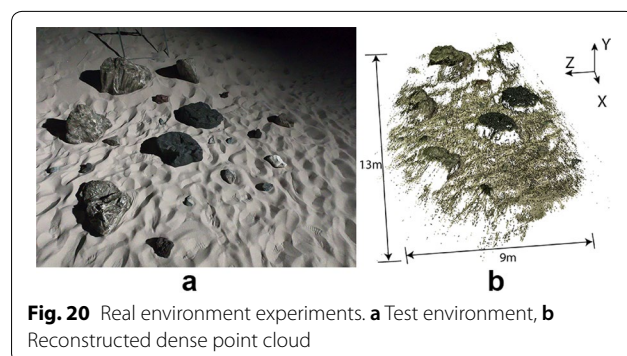 Y
Z
X
13m
9m
a
b
Fig. 20 Real environment experiments. a Test environment, b
Reconstructed dense point cloud